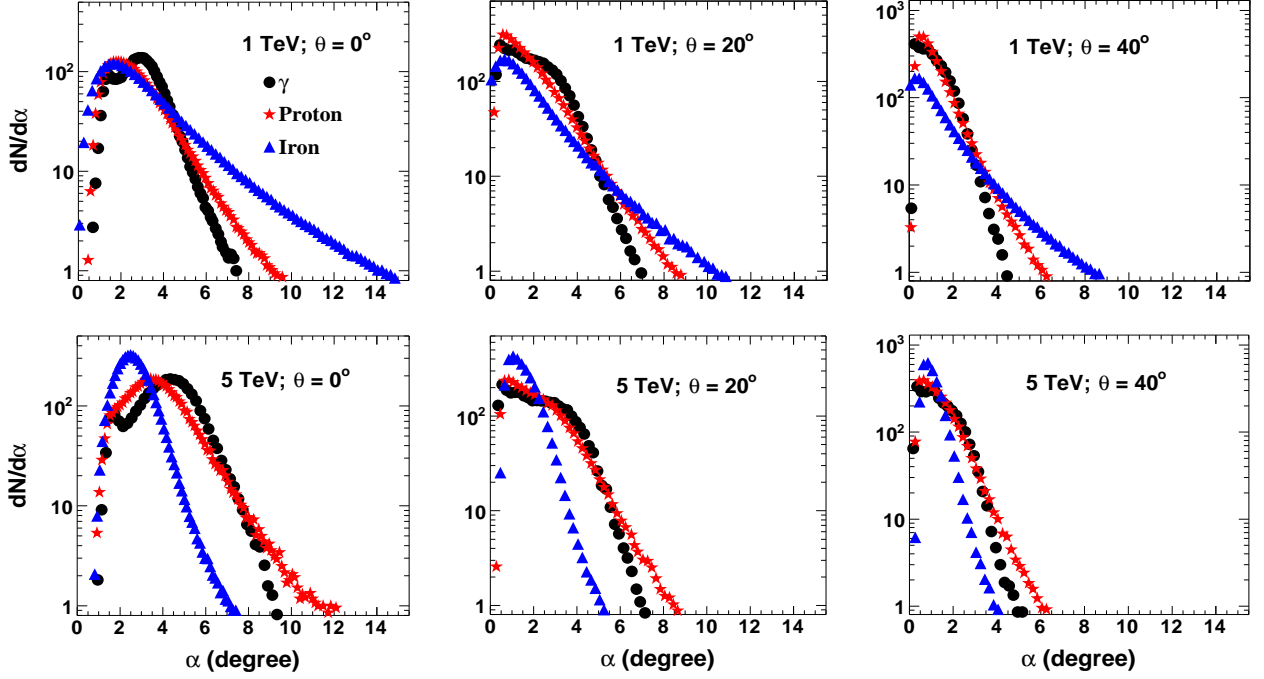 1 TeV; θ = 0°
γ
Proton
Iron
dN/dα
10²
10
1
0 2 4 6 8 10 12 14
1 TeV; θ = 20°
10²
10
1
0 2 4 6 8 10 12 14
1 TeV; θ = 40°
10³
10²
10
1
0 2 4 6 8 10 12 14
5 TeV; θ = 0°
dN/dα
10²
10
1
0 2 4 6 8 10 12 14
α (degree)
5 TeV; θ = 20°
10²
10
1
0 2 4 6 8 10 12 14
α (degree)
5 TeV; θ = 40°
10³
10²
10
1
0 2 4 6 8 10 12 14
α (degree)